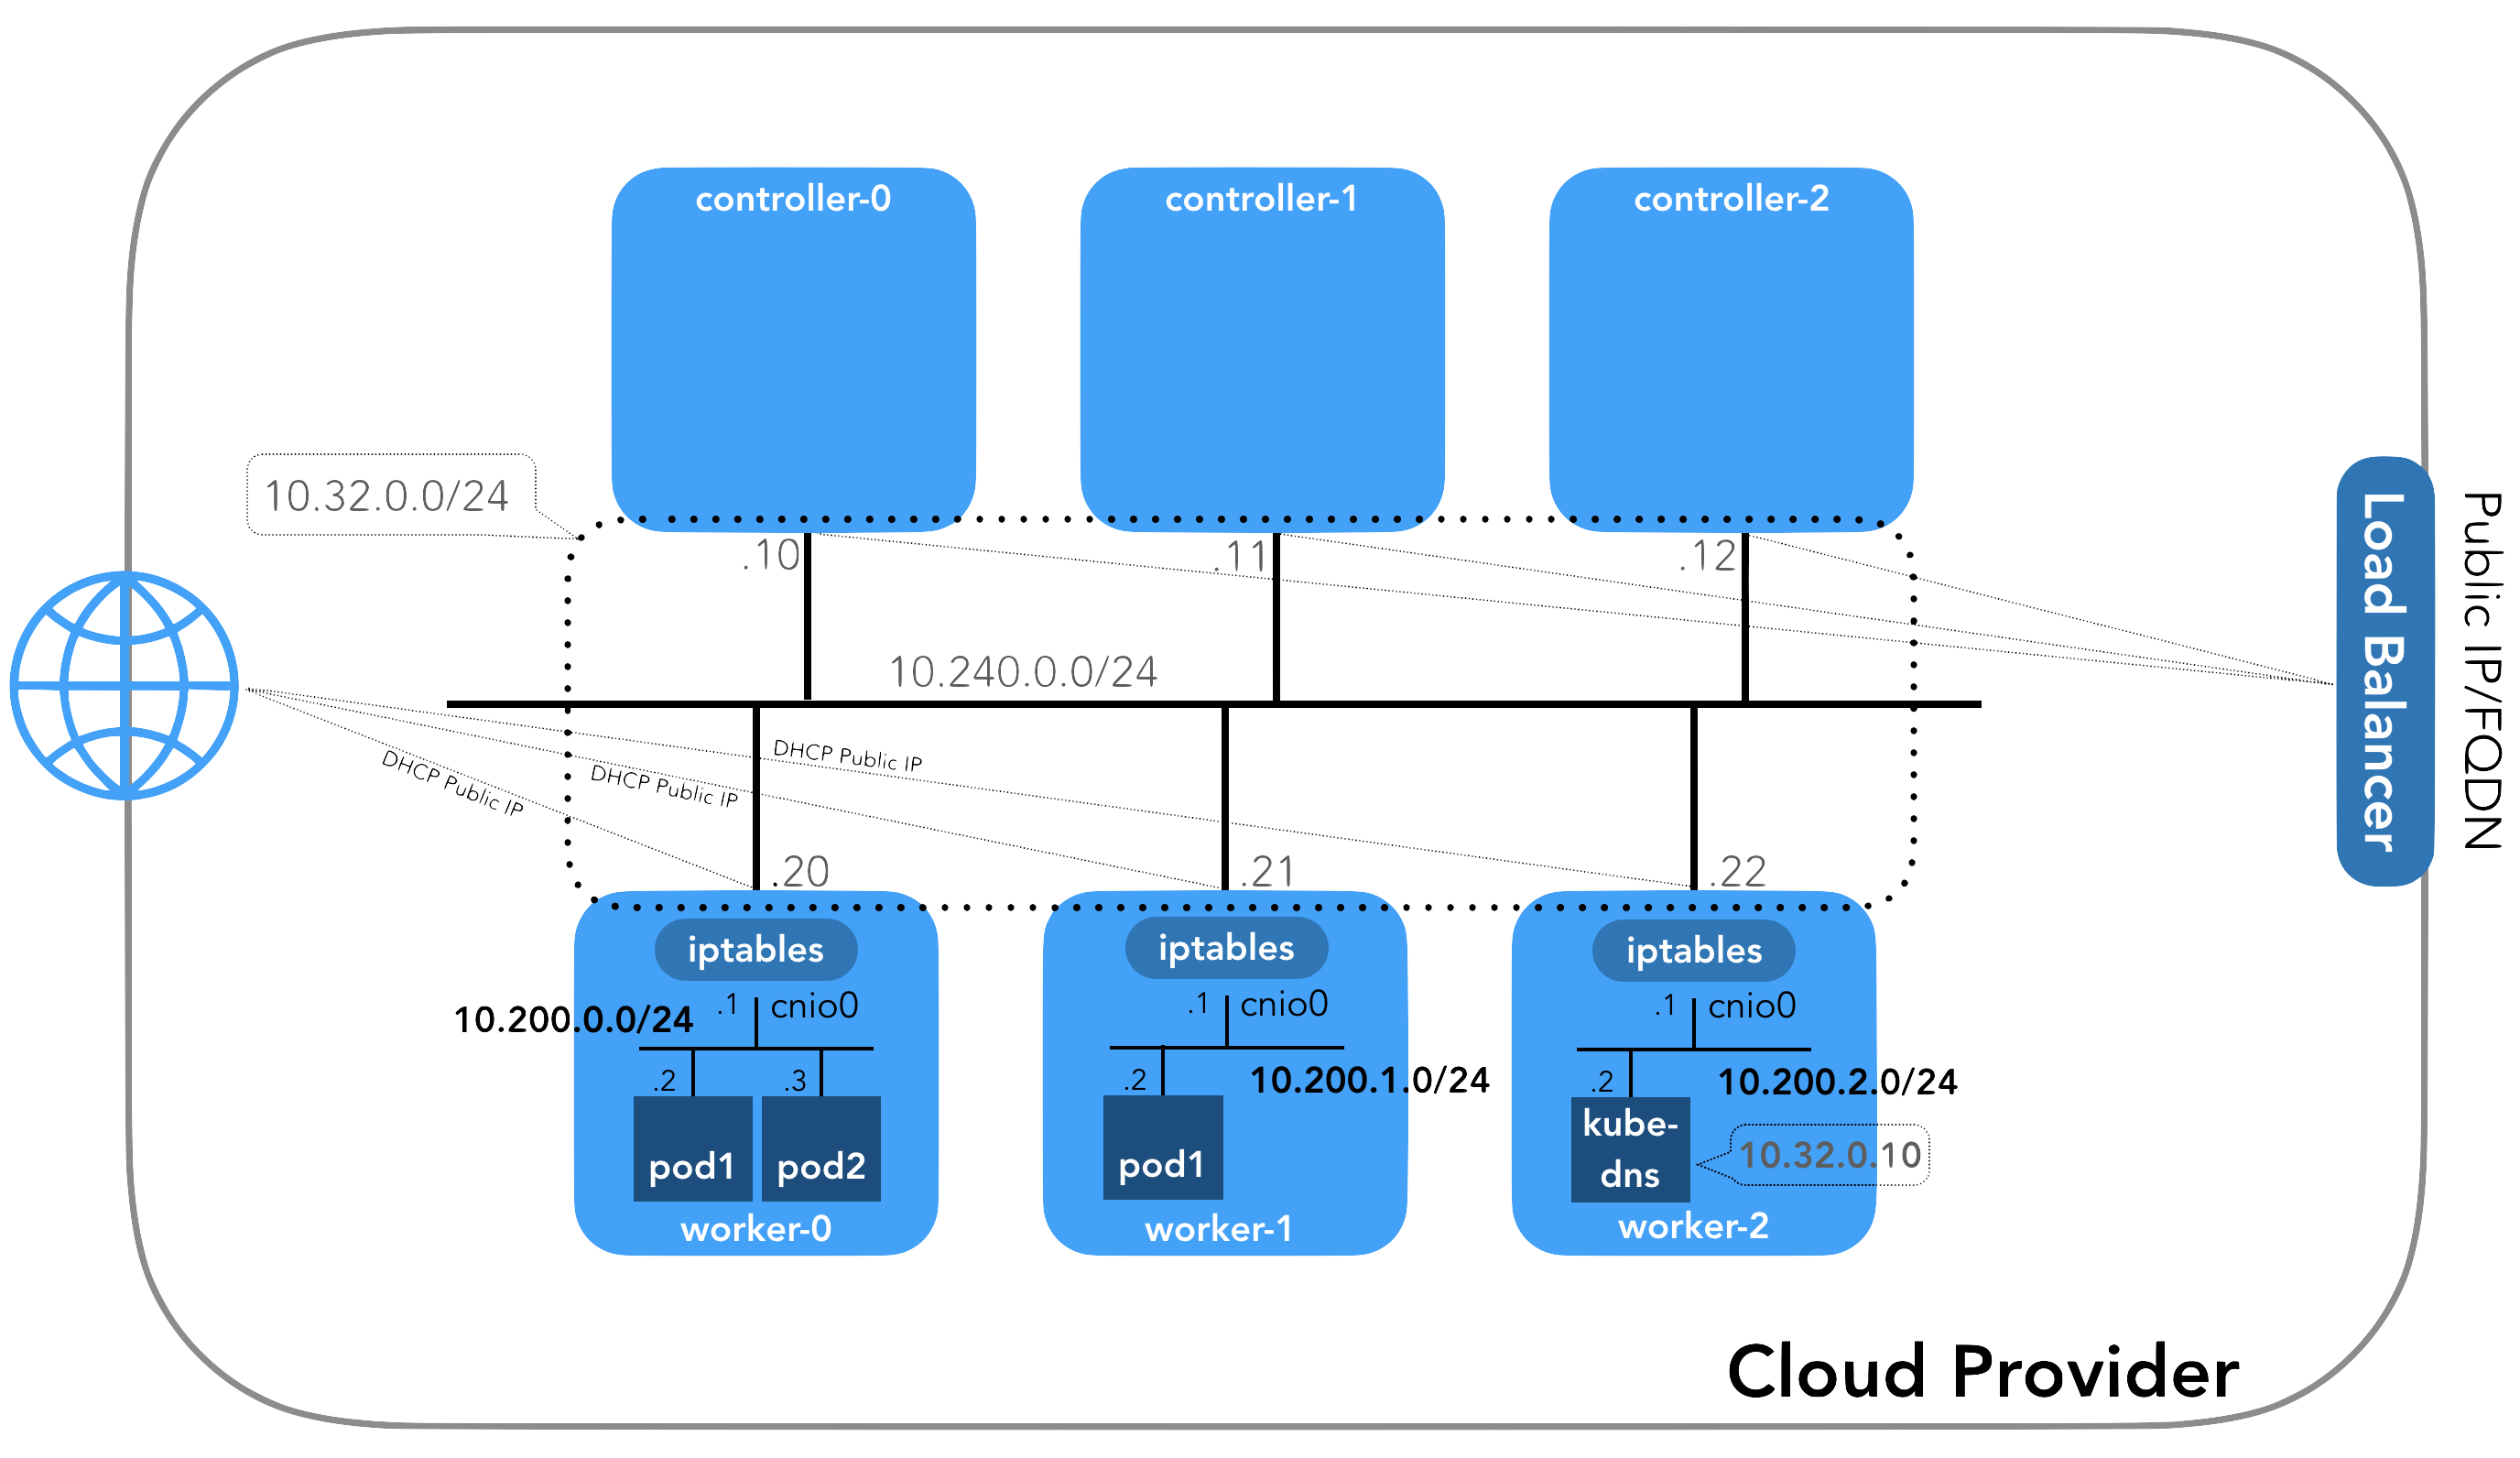 controller-0
controller-1
controller-2
10.32.0.0/24
.10
.11
.12
10.240.0.0/24
Load Balancer
Public IP/FQDN
DHCP Public IP
DHCP Public IP
DHCP Public IP
.20
.21
.22
iptables
.1
cnio0
10.200.0.0/24
.2
.3
pod1
pod2
worker-0
iptables
.1
cnio0
10.200.1.0/24
.2
pod1
worker-1
iptables
.1
cnio0
10.200.2.0/24
.2
kube-
dns
10.32.0.10
worker-2
Cloud Provider